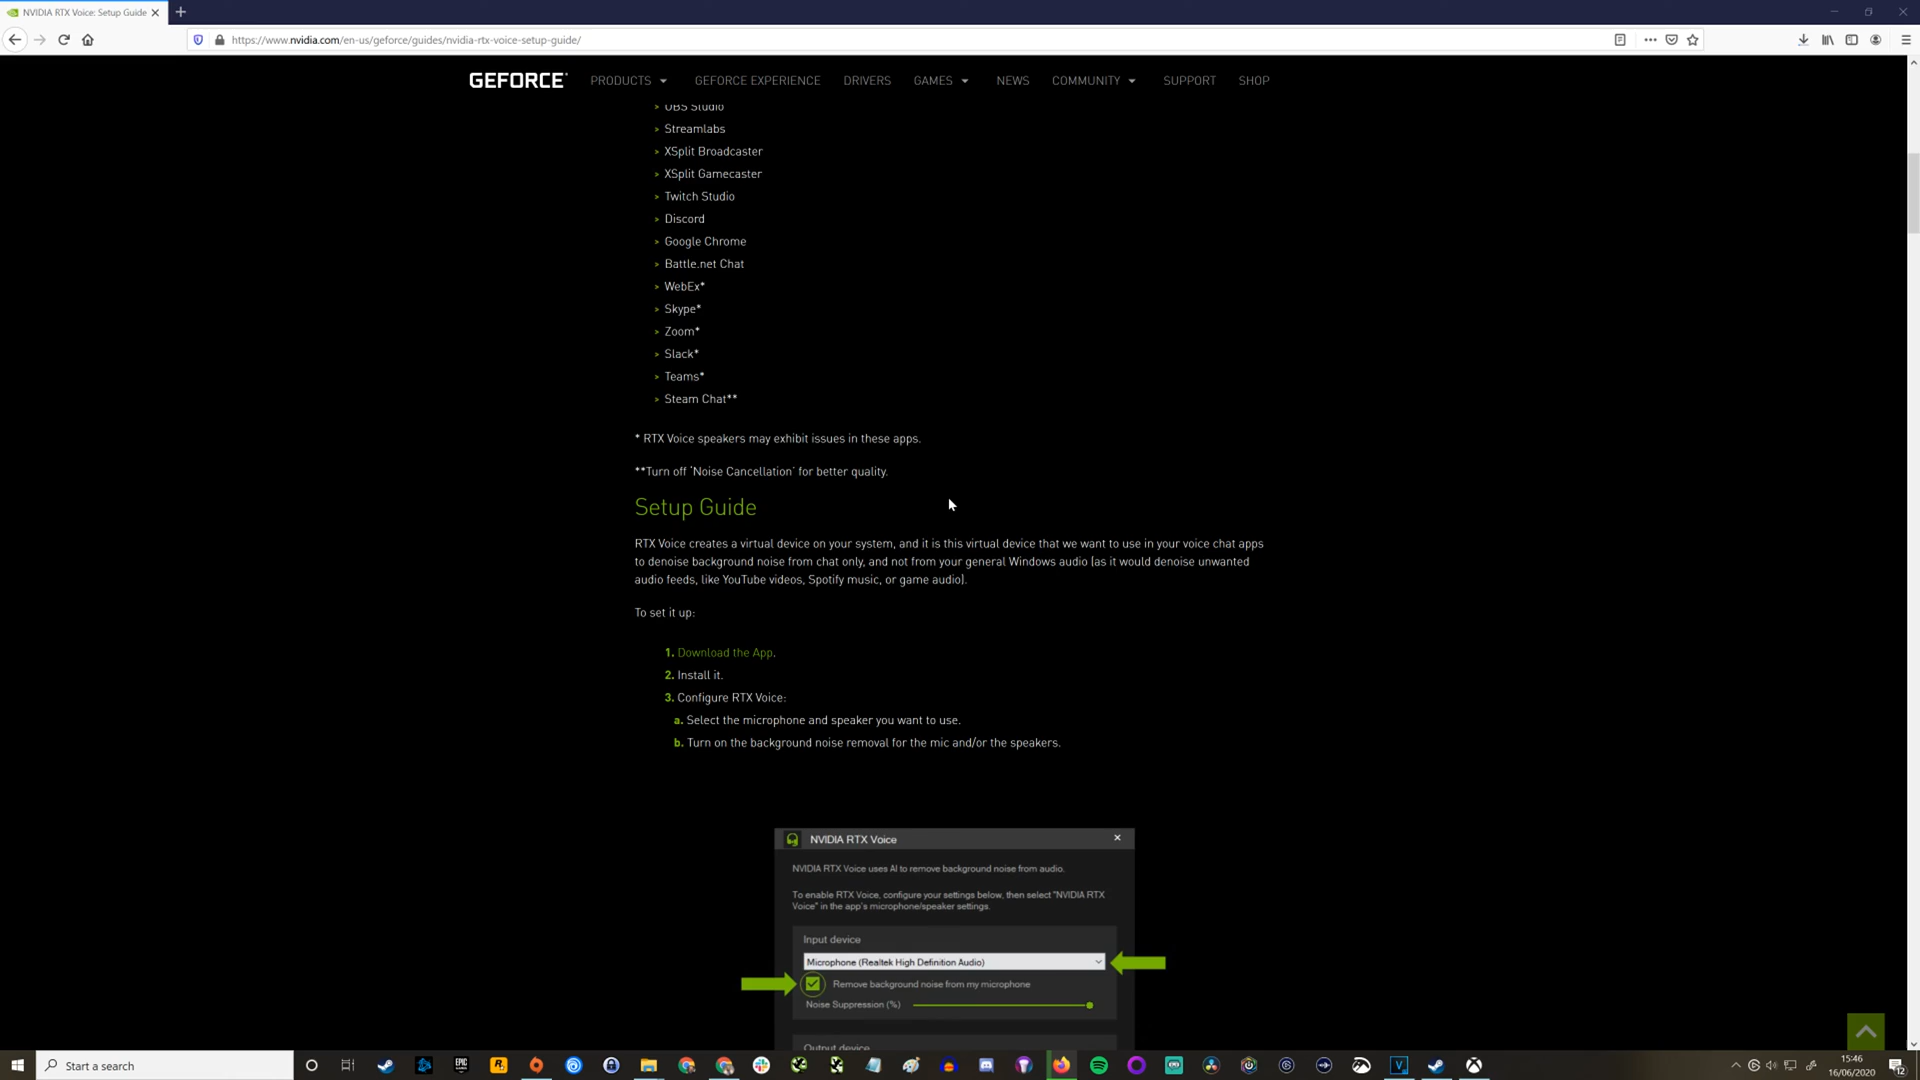 NVIDIA RTX Voice: Setup Guide
https://www.nvidia.com/en-us/geforce/guides/nvidia-rtx-voice-setup-guide/
GEFORCE PRODUCTS GEFORCE EXPERIENCE DRIVERS GAMES NEWS COMMUNITY SUPPORT SHOP
> OBS Studio
> Streamlabs
> XSplit Broadcaster
> XSplit Gamecaster
> Twitch Studio
> Discord
> Google Chrome
> Battle.net Chat
> WebEx*
> Skype*
> Zoom*
> Slack*
> Teams*
> Steam Chat**
* RTX Voice speakers may exhibit issues in these apps.
**Turn off 'Noise Cancellation' for better quality.
Setup Guide
RTX Voice creates a virtual device on your system, and it is this virtual device that we want to use in your voice chat apps
to denoise background noise from chat only, and not from your general Windows audio (as it would denoise unwanted
audio feeds, like YouTube videos, Spotify music, or game audio).
To set it up:
1. Download the App.
2. Install it.
3. Configure RTX Voice:
a. Select the microphone and speaker you want to use.
b. Turn on the background noise removal for the mic and/or the speakers.
NVIDIA RTX Voice
NVIDIA RTX Voice uses AI to remove background noise from audio.
To enable RTX Voice, configure your settings below, then select "NVIDIA RTX
Voice" in the app's microphone/speaker settings.
Input device
Microphone (Realtek High Definition Audio)
Remove background noise from my microphone
Noise Suppression (%)
Output device
Start a search
EPIC
15:46
16/06/2020
12